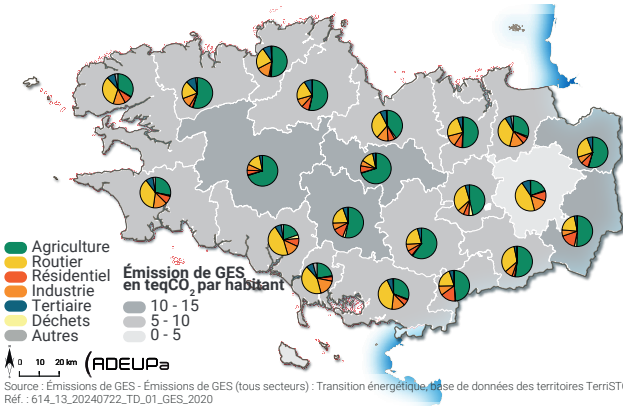 Agriculture
Routier
Résidentiel
Industrie
Tertiaire
Déchets
Autres
Émission de GES
en teqCO2 par habitant
10 - 15
5 - 10
0 - 5
0 10 20 km
ADEUPa
Source : Émissions de GES - Émissions de GES (tous secteurs) : Transition énergétique, base de données des territoires TerriST
Réf. : 614_13_20240722_TD_01_GES_2020